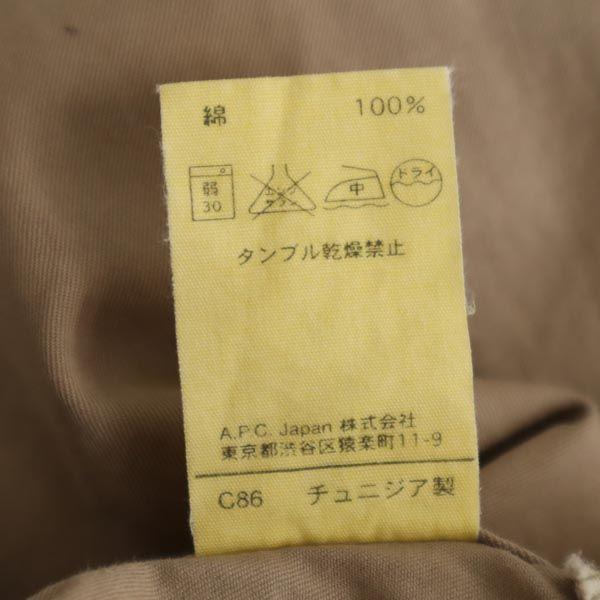 綿 100%
弱 エンソ 中 ドライ
30 サラシ
タンブル乾燥禁止
A.P.C. Japan 株式会社
東京都渋谷区猿楽町11-9
C86 チュニジア製